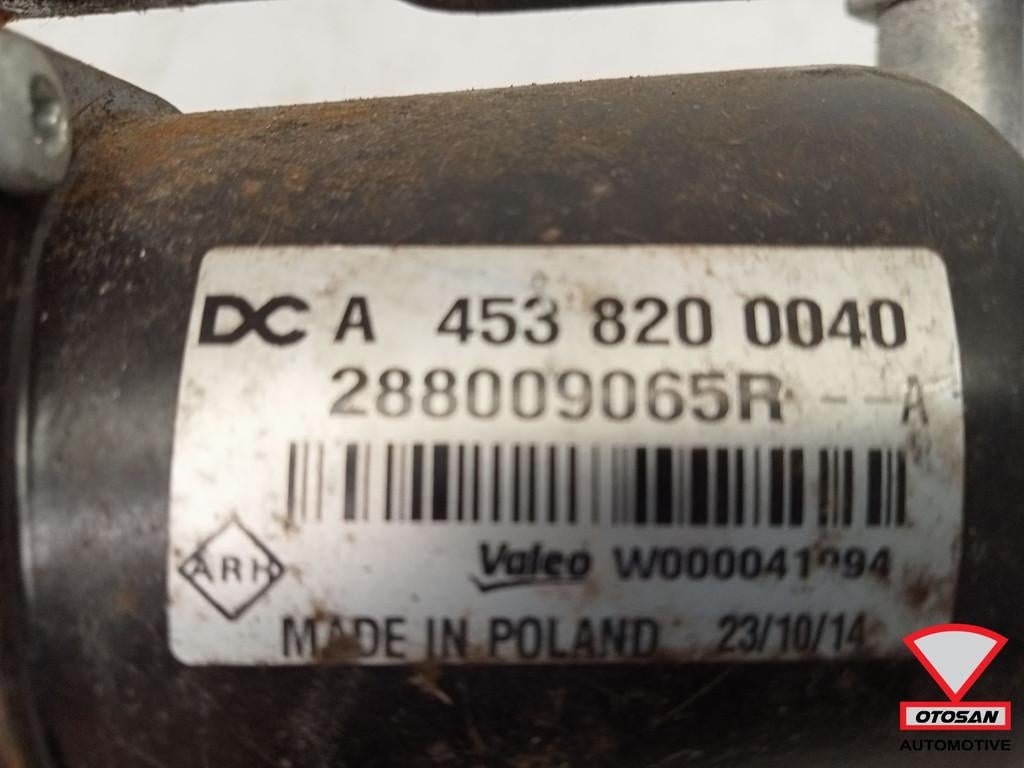 DC A 453 820 0040
288009065R -- A
ARH
Valeo
MADE IN POLAND 23/10/14
OTOSAN
AUTOMOTIVE